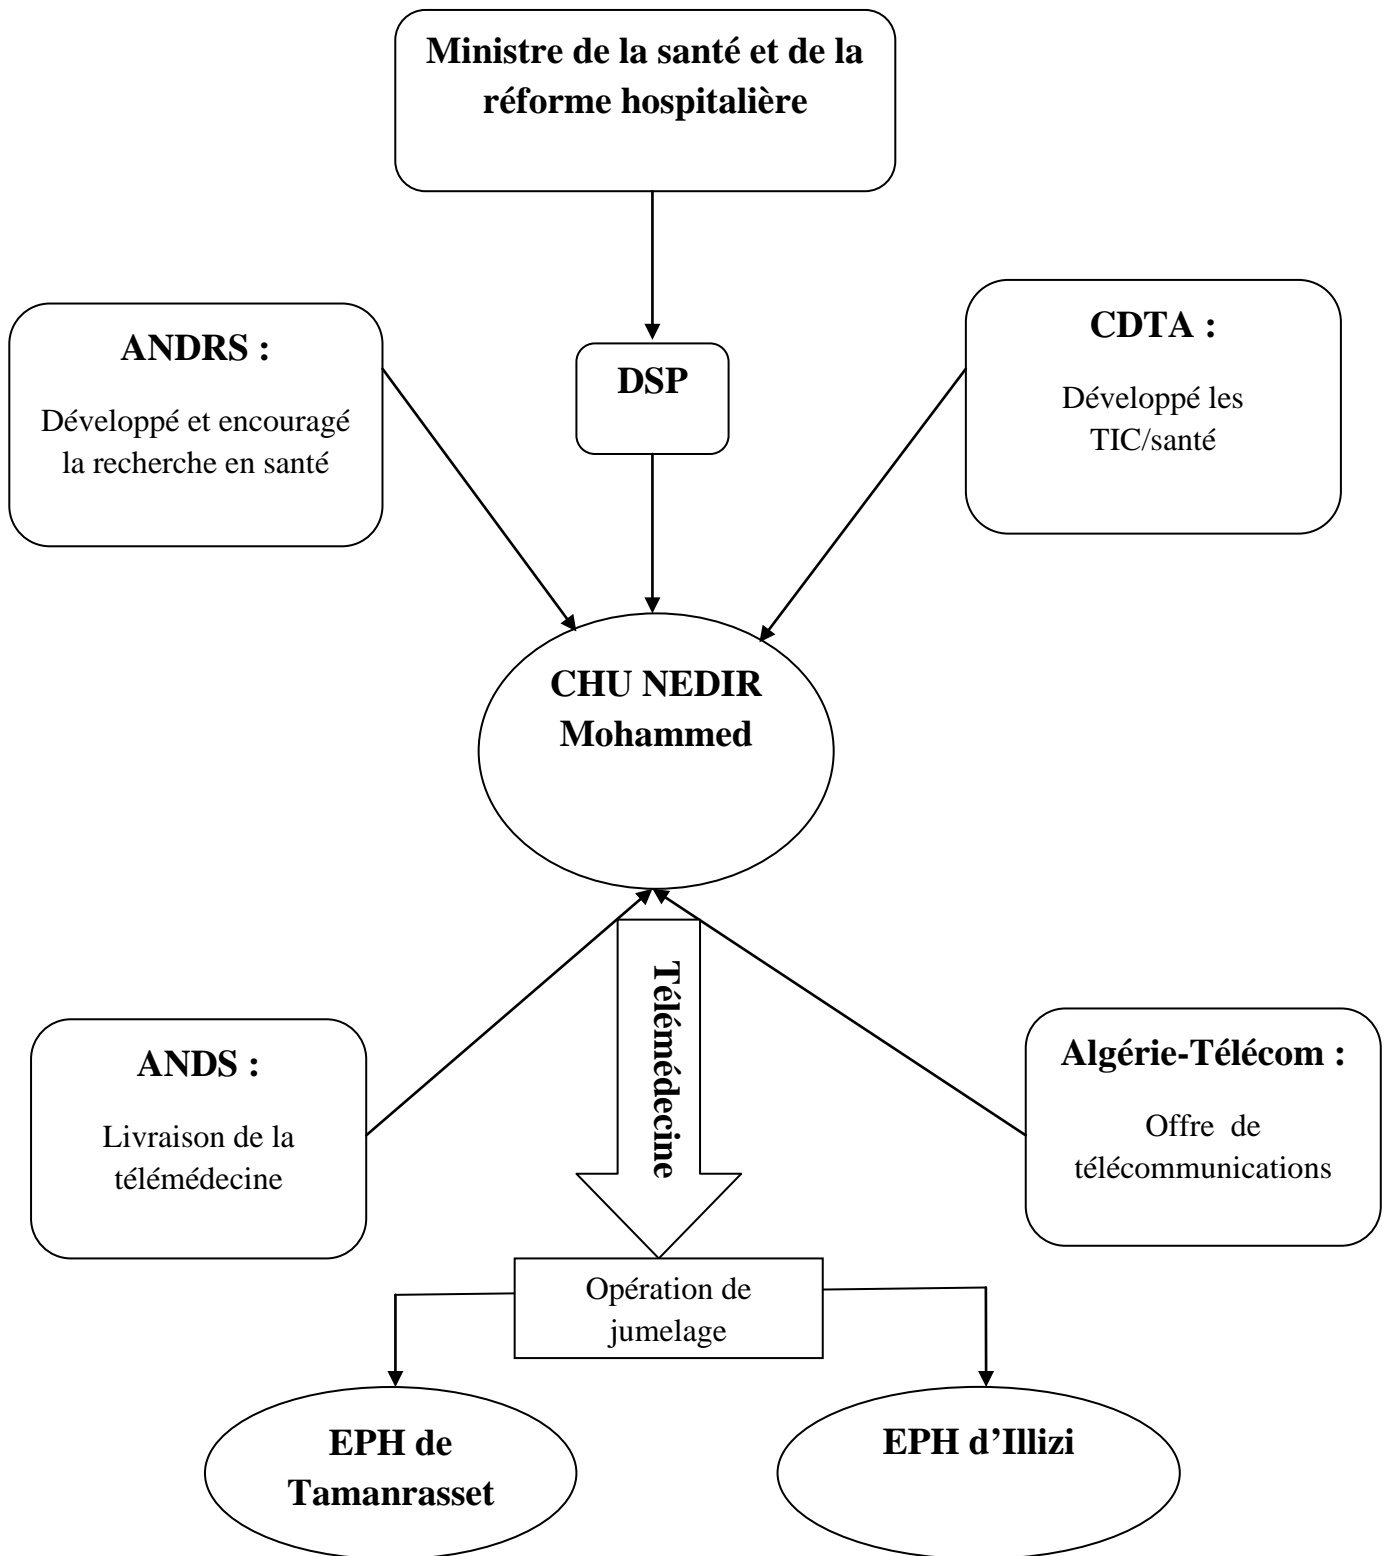 Ministre de la santé et de la
réforme hospitalière
ANDRS :
Développé et encouragé
la recherche en santé
DSP
CDTA :
Développé les
TIC/santé
CHU NEDIR
Mohammed
Télémédecine
ANDS :
Livraison de la
télémédecine
Algérie-Télécom :
Offre de
télécommunications
Opération de
jumelage
EPH de
Tamanrasset
EPH d’Illizi